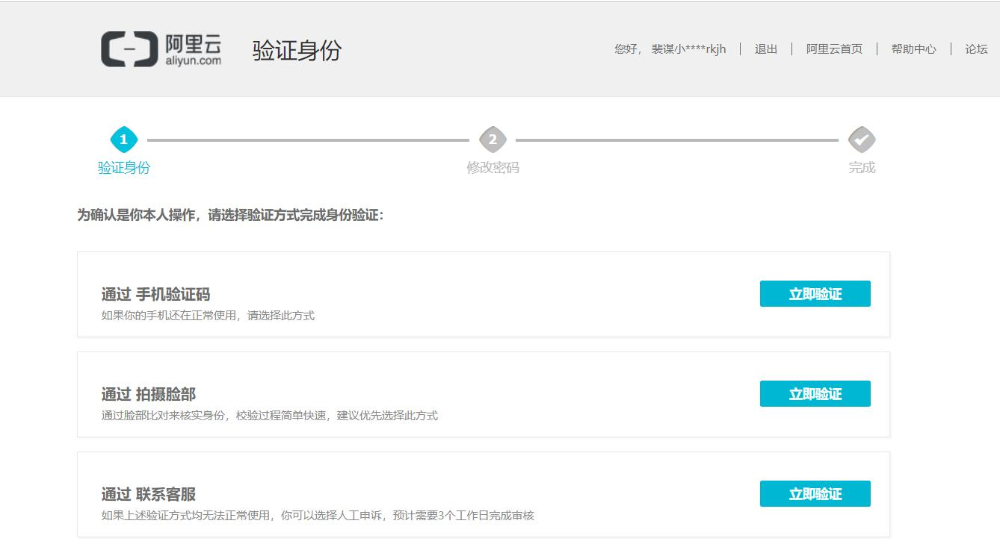 阿里云
aliyun.com
验证身份
您好， 裴谋小****rkjh | 退出 | 阿里云首页 | 帮助中心 | 论坛
1
2
验证身份
修改密码
完成
为确认是你本人操作，请选择验证方式完成身份验证：
通过 手机验证码
立即验证
如果你的手机还在正常使用，请选择此方式
通过 拍摄脸部
立即验证
通过脸部比对来核实身份，校验过程简单快速，建议优先选择此方式
通过 联系客服
立即验证
如果上述验证方式均无法正常使用，你可以选择人工申诉，预计需要3个工作日完成审核